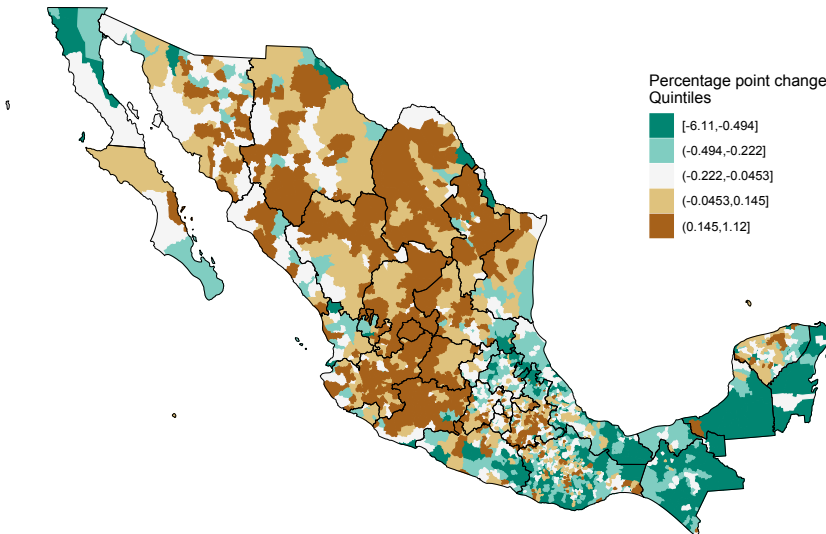 Percentage point change
Quintiles
[-6.11,-0.494]
(-0.494,-0.222]
(-0.222,-0.0453]
(-0.0453,0.145]
(0.145,1.12]